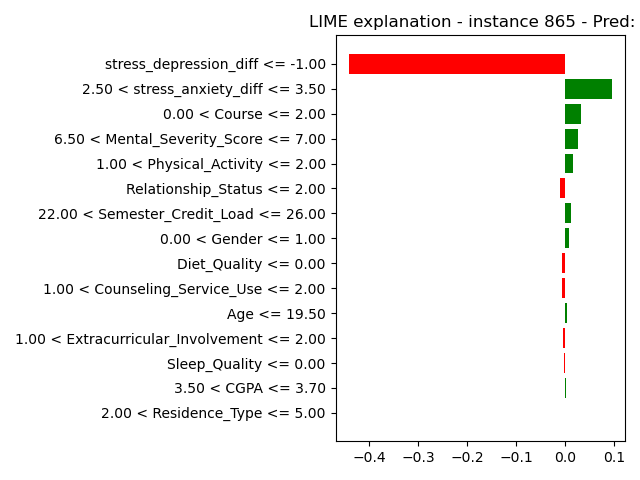 LIME explanation - instance 865 - Pred:
stress_depression_diff <= -1.00
2.50 < stress_anxiety_diff <= 3.50
0.00 < Course <= 2.00
6.50 < Mental_Severity_Score <= 7.00
1.00 < Physical_Activity <= 2.00
Relationship_Status <= 2.00
22.00 < Semester_Credit_Load <= 26.00
0.00 < Gender <= 1.00
Diet_Quality <= 0.00
1.00 < Counseling_Service_Use <= 2.00
Age <= 19.50
1.00 < Extracurricular_Involvement <= 2.00
Sleep_Quality <= 0.00
3.50 < CGPA <= 3.70
2.00 < Residence_Type <= 5.00
−0.4 −0.3 −0.2 −0.1 0.0 0.1